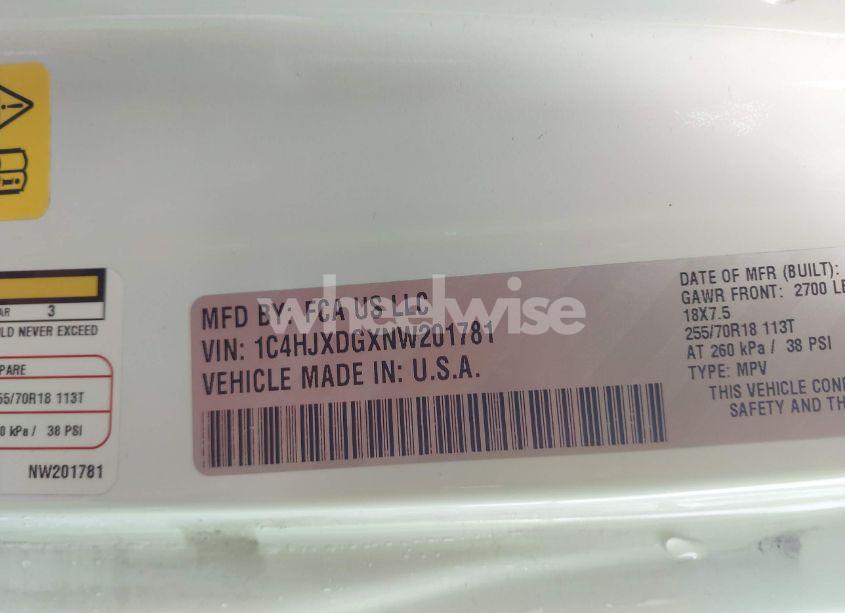 AR 3
LD NEVER EXCEED
PARE
55/70R18 113T
0 kPa / 38 PSI
NW201781
MFD BY: FCA US LLC
VIN: 1C4HJXDGXNW201781
VEHICLE MADE IN: U.S.A.
DATE OF MFR (BUILT):
GAWR FRONT: 2700 LB
18X7.5
255/70R18 113T
AT 260 kPa / 38 PSI
TYPE: MPV
THIS VEHICLE CONF
SAFETY AND TH
wheelwise